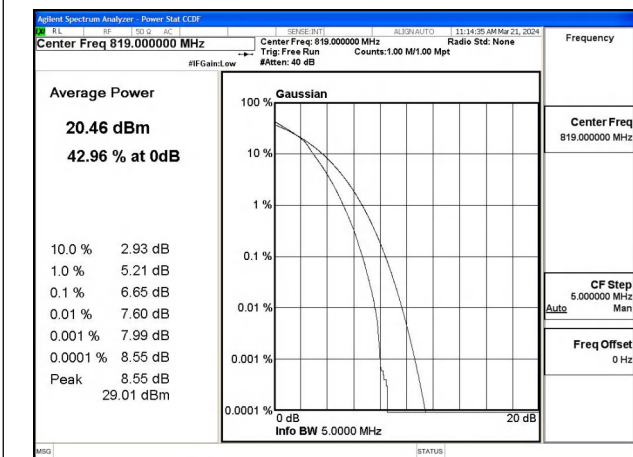 Agilent Spectrum Analyzer - Power Stat CCDF
RL RF 50 Ω AC SENSE:INT ALIGN AUTO 11:14:35 AM Mar 21, 2024
Center Freq 819.000000 MHz
Center Freq: 819.000000 MHz Radio Std: None
Trig: Free Run Counts:1.00 M/1.00 Mpt
#IFGain:Low #Atten: 40 dB
Frequency
Average Power
20.46 dBm
42.96 % at 0dB
10.0 % 2.93 dB
1.0 % 5.21 dB
0.1 % 6.65 dB
0.01 % 7.60 dB
0.001 % 7.99 dB
0.0001 % 8.55 dB
Peak 8.55 dB
29.01 dBm
Gaussian
100 %
10 %
1 %
0.1 %
0.01 %
0.001 %
0.0001 %
0 dB 20 dB
Info BW 5.0000 MHz
Center Freq
819.000000 MHz
CF Step
5.000000 MHz
Auto Man
Freq Offset
0 Hz
MSG STATUS